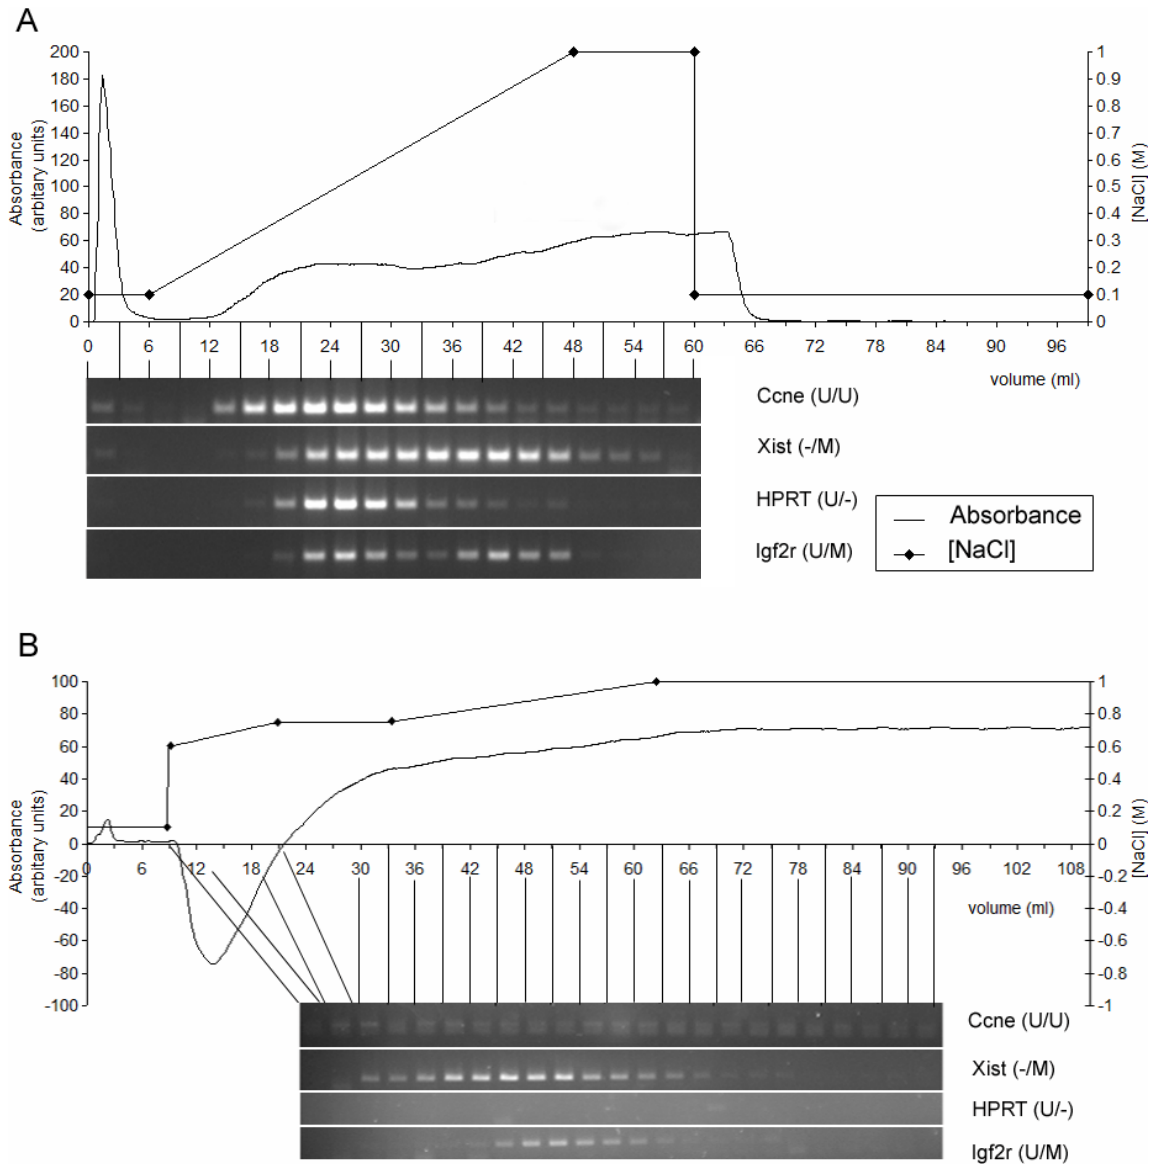 A
Absorbance
(arbitary units)
200
180
160
140
120
100
80
60
40
20
0
1
0.9
0.8
0.7
0.6
0.5
0.4
0.3
0.2
0.1
0
[NaCl] (M)
0 6 12 18 24 30 36 42 48 54 60 66 72 78 84 90 96
volume (ml)
Ccne (U/U)
Xist (-/M)
HPRT (U/-)
Igf2r (U/M)
Absorbance
[NaCl]
B
Absorbance
(arbitary units)
100
80
60
40
20
0
-20
-40
-60
-80
-100
1
0.8
0.6
0.4
0.2
0
-0.2
-0.4
-0.6
-0.8
-1
[NaCl] (M)
0 6 12 18 24 30 36 42 48 54 60 66 72 78 84 90 96 102 108
volume (ml)
Ccne (U/U)
Xist (-/M)
HPRT (U/-)
Igf2r (U/M)